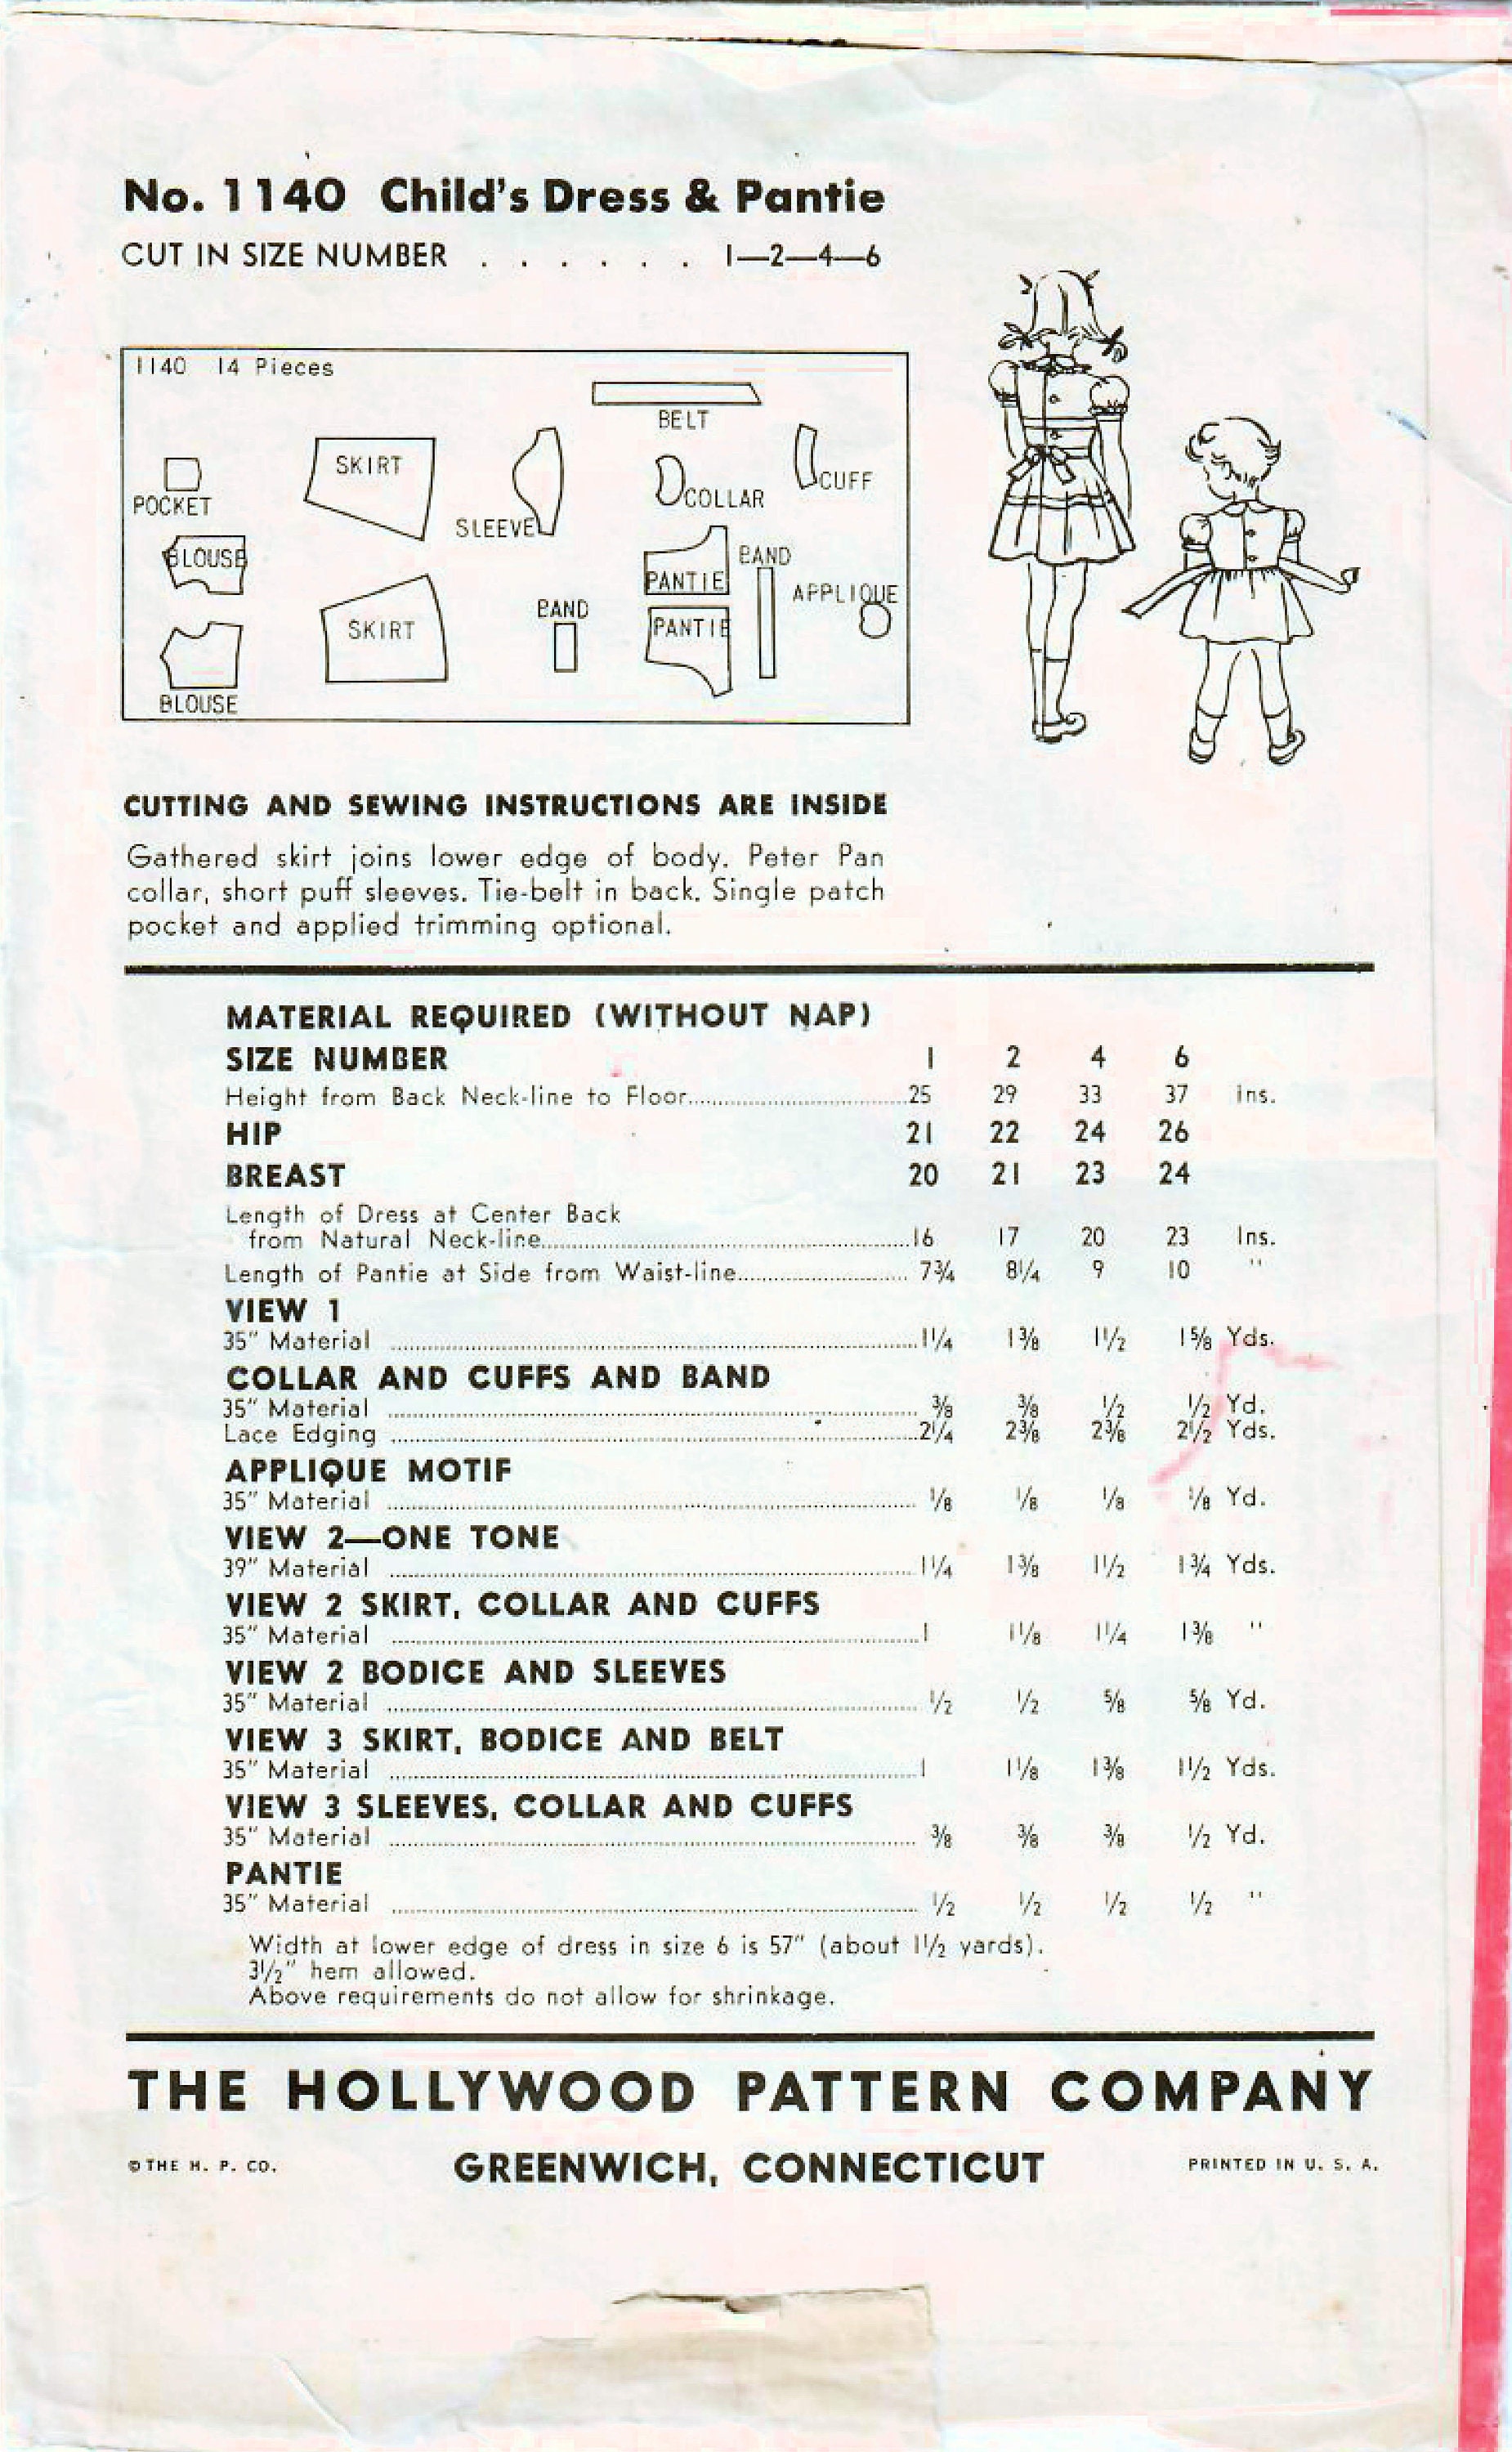 No. 1140 Child's Dress & Pantie
CUT IN SIZE NUMBER . . . . . . 1—2—4—6
1140 14 Pieces
BELT
SKIRT
CUFF
POCKET
COLLAR
SLEEVE
BLOUSE
BAND
PANTIE
APPLIQUE
BAND
SKIRT
PANTIE
BLOUSE
CUTTING AND SEWING INSTRUCTIONS ARE INSIDE
Gathered skirt joins lower edge of body. Peter Pan
collar, short puff sleeves. Tie-belt in back. Single patch
pocket and applied trimming optional.
MATERIAL REQUIRED (WITHOUT NAP)
SIZE NUMBER 1 2 4 6
Height from Back Neck-line to Floor 25 29 33 37 ins.
HIP 21 22 24 26
BREAST 20 21 23 24
Length of Dress at Center Back
from Natural Neck-line 16 17 20 23 Ins.
Length of Pantie at Side from Waist-line 7¾ 8¼ 9 10 "
VIEW 1
35" Material 1¼ 1⅜ 1½ 1⅝ Yds.
COLLAR AND CUFFS AND BAND
35" Material ⅜ ⅜ ½ ½ Yd.
Lace Edging 2¼ 2⅜ 2⅜ 2½ Yds.
APPLIQUE MOTIF
35" Material ⅛ ⅛ ⅛ ⅛ Yd.
VIEW 2—ONE TONE
39" Material 1¼ 1⅜ 1½ 1¾ Yds.
VIEW 2 SKIRT, COLLAR AND CUFFS
35" Material 1 1⅛ 1¼ 1⅜ "
VIEW 2 BODICE AND SLEEVES
35" Material ½ ½ ⅝ ⅝ Yd.
VIEW 3 SKIRT, BODICE AND BELT
35" Material 1 1⅛ 1⅜ 1½ Yds.
VIEW 3 SLEEVES, COLLAR AND CUFFS
35" Material ⅜ ⅜ ⅜ ½ Yd.
PANTIE
35" Material ½ ½ ½ ½ "
Width at lower edge of dress in size 6 is 57" (about 1½ yards).
3½" hem allowed.
Above requirements do not allow for shrinkage.
THE HOLLYWOOD PATTERN COMPANY
© THE H. P. CO. GREENWICH, CONNECTICUT PRINTED IN U. S. A.